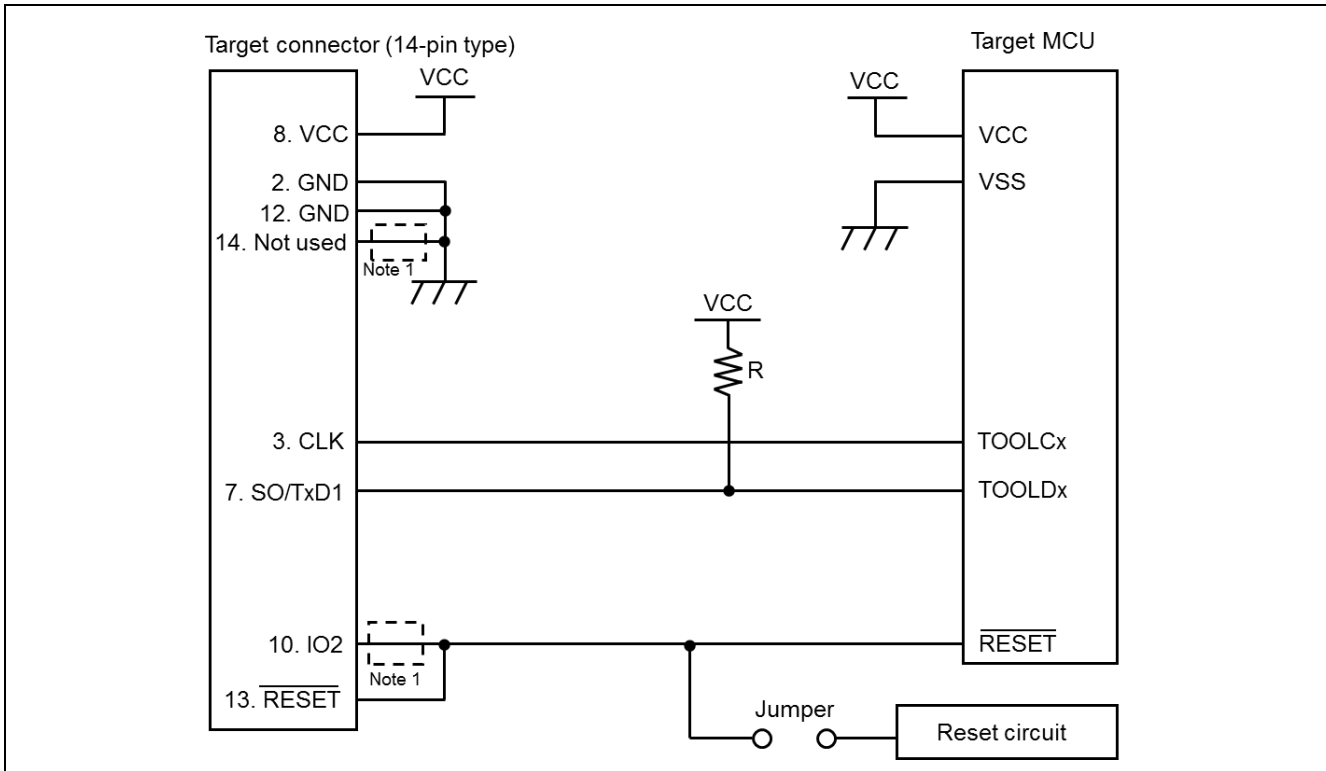 Target connector (14-pin type)
Target MCU
VCC
VCC
8. VCC
VCC
2. GND
VSS
12. GND
14. Not used
Note 1
VCC
R
3. CLK
TOOLCx
7. SO/TxD1
TOOLDx
10. IO2
RESET
Note 1
13. RESET
Jumper
Reset circuit